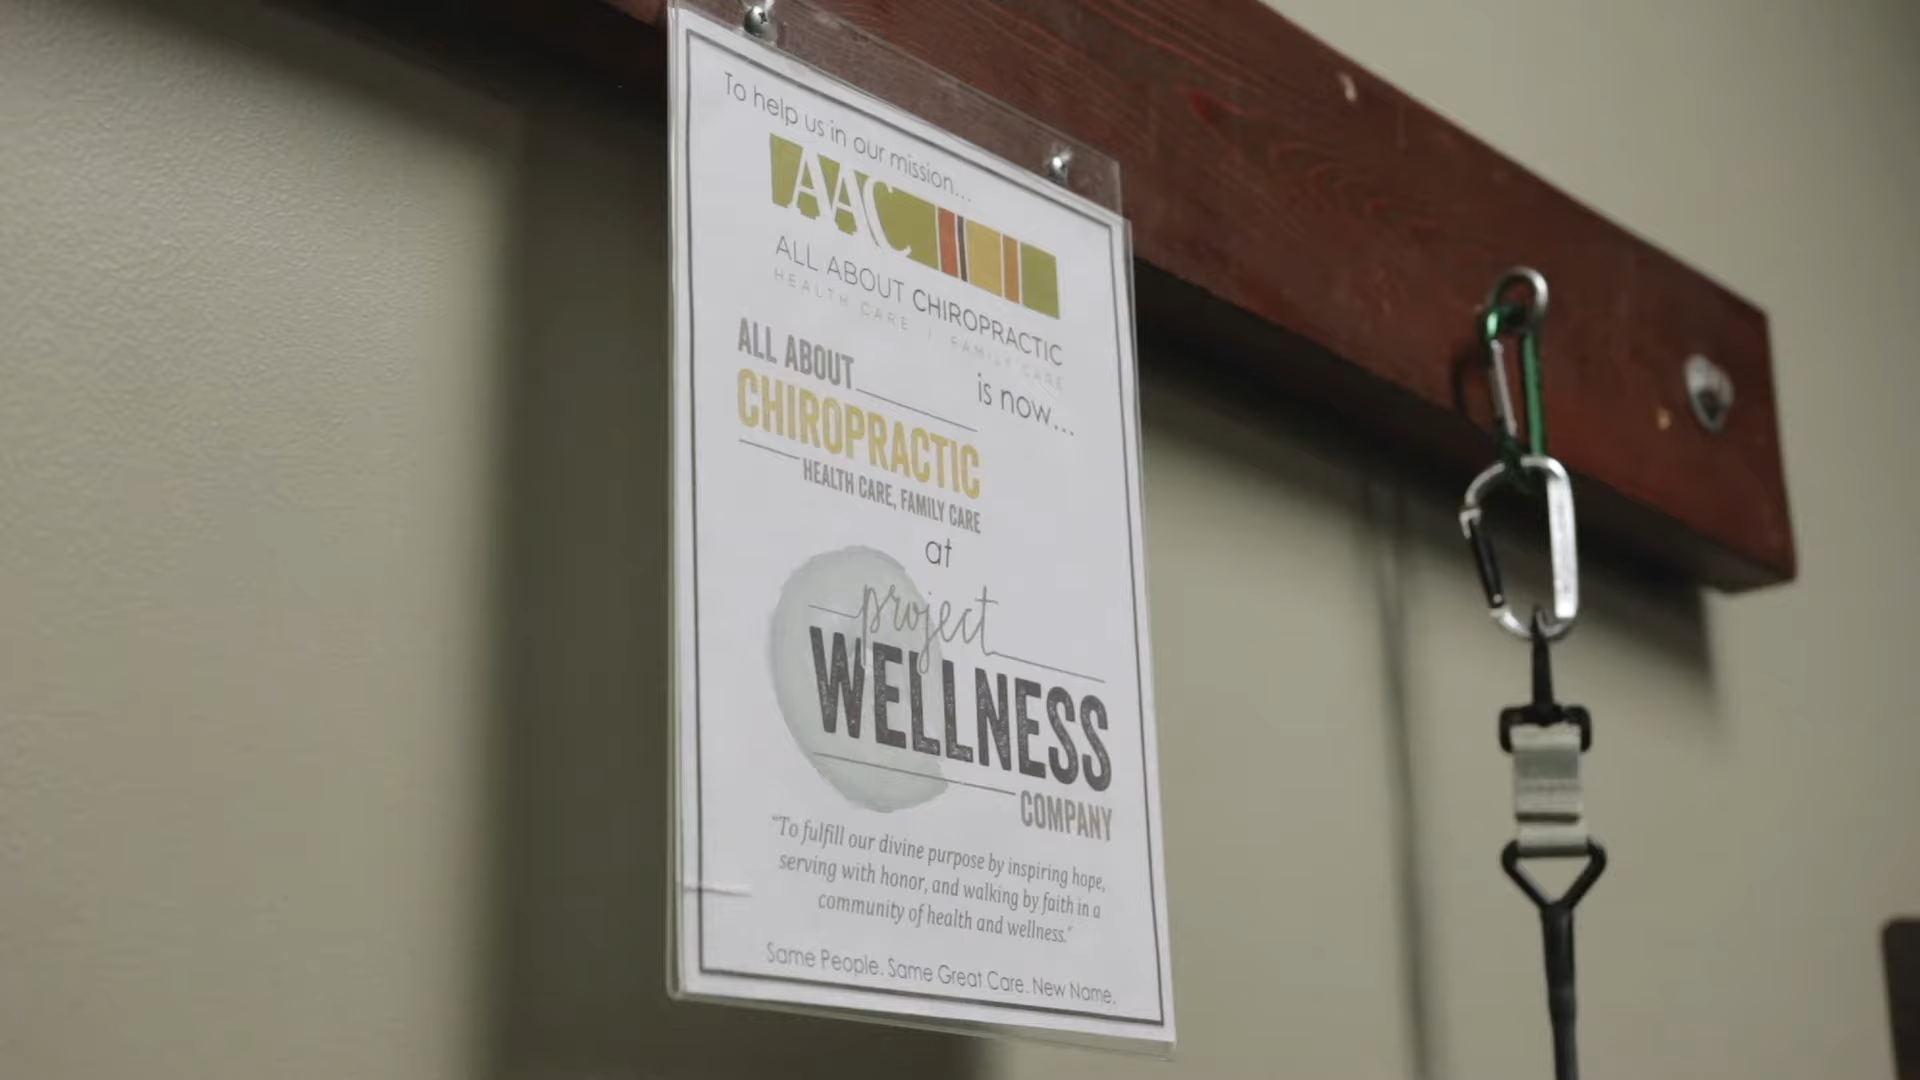 To help us in our mission...
AAC
ALL ABOUT CHIROPRACTIC
HEALTH CARE | FAMILY CARE
is now...
ALL ABOUT
CHIROPRACTIC
HEALTH CARE, FAMILY CARE
at
project
WELLNESS
COMPANY
"To fulfill our divine purpose by inspiring hope,
serving with honor, and walking by faith in a
community of health and wellness."
Same People. Same Great Care. New Name.